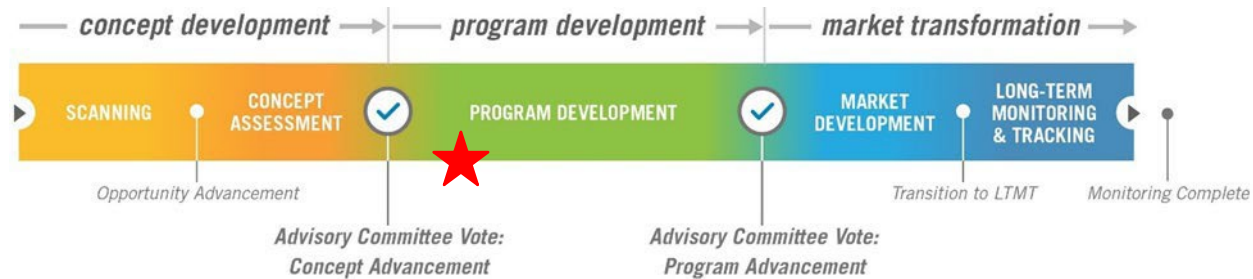 concept development
program development
market transformation
SCANNING
CONCEPT
ASSESSMENT
PROGRAM DEVELOPMENT
MARKET
DEVELOPMENT
LONG-TERM
MONITORING
& TRACKING
Opportunity Advancement
Transition to LTMT
Monitoring Complete
Advisory Committee Vote:
Concept Advancement
Advisory Committee Vote:
Program Advancement